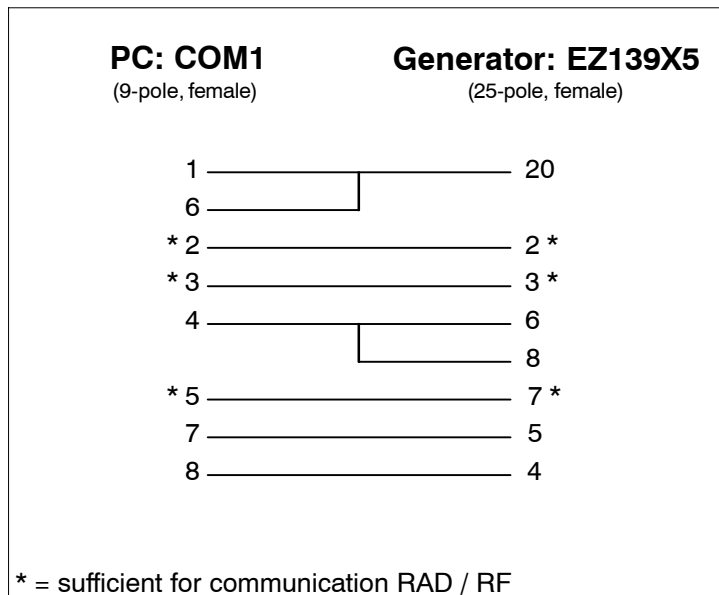 PC: COM1 Generator: EZ139X5
(9-pole, female) (25-pole, female)
1 20
6
* 2 2 *
* 3 3 *
4 6
8
* 5 7 *
7 5
8 4
* = sufficient for communication RAD / RF